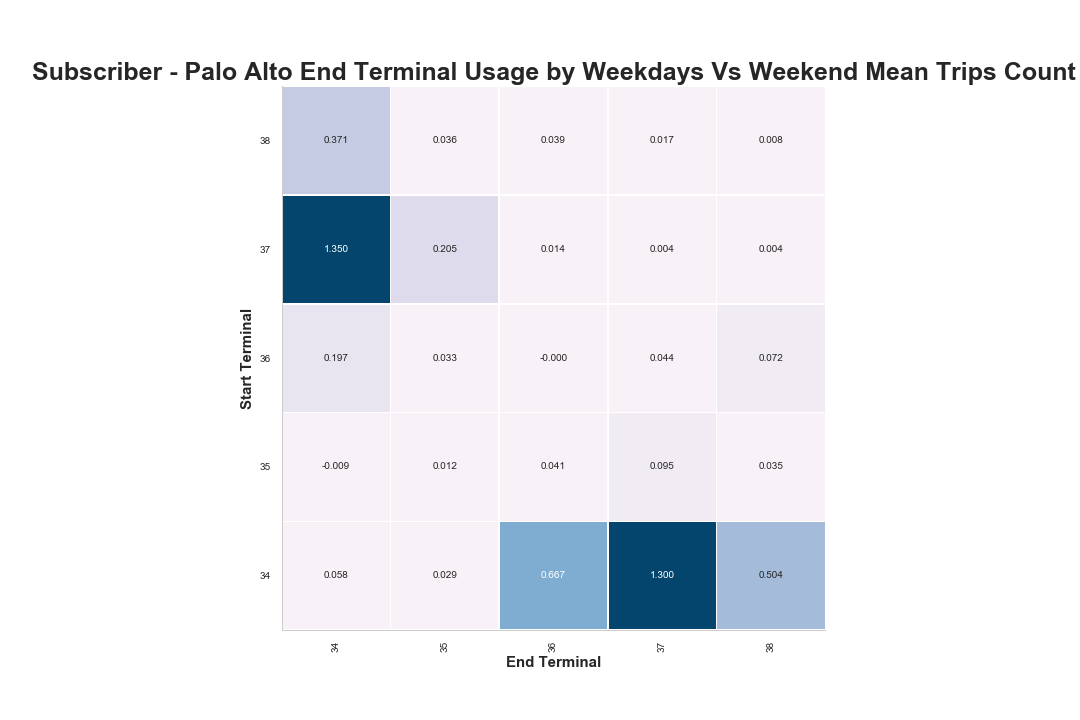 Subscriber - Palo Alto End Terminal Usage by Weekdays Vs Weekend Mean Trips Count
38 0.371 0.036 0.039 0.017 0.008
37 1.350 0.205 0.014 0.004 0.004
Start Terminal
36 0.197 0.033 -0.000 0.044 0.072
35 -0.009 0.012 0.041 0.095 0.035
34 0.058 0.029 0.667 1.300 0.504
34 35 36 37 38
End Terminal